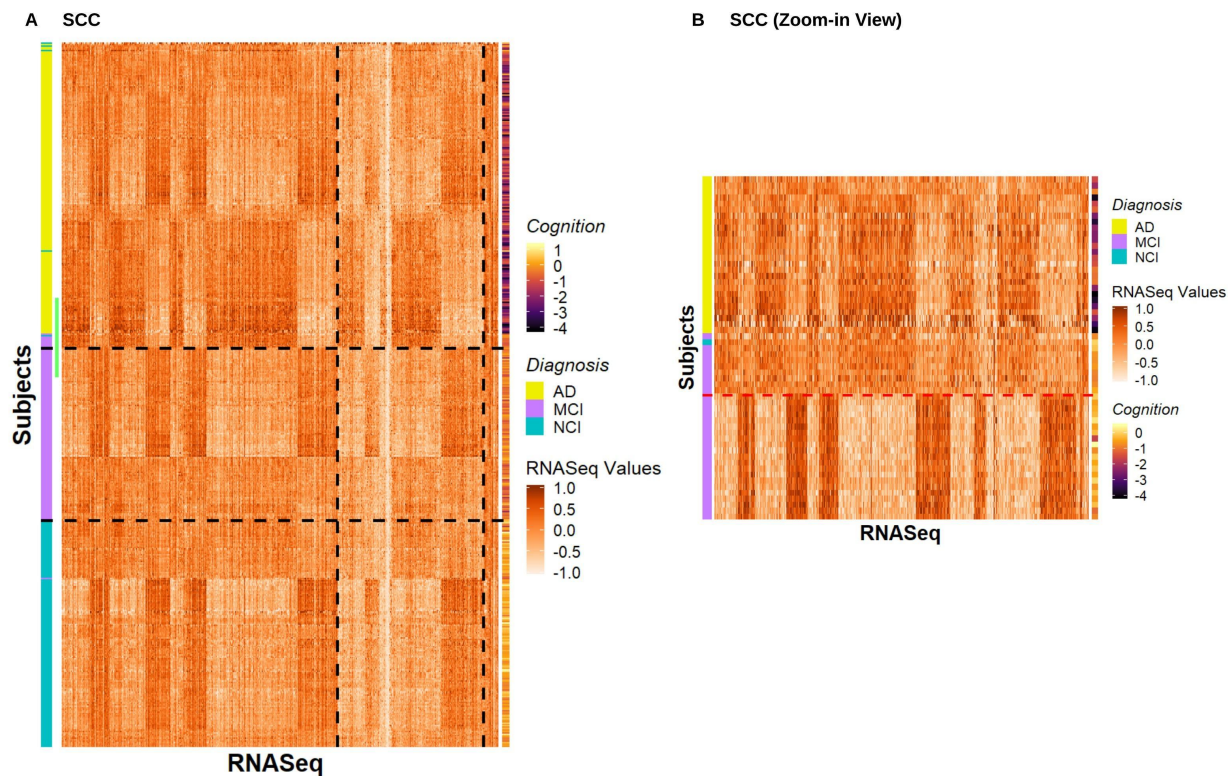 A SCC
Subjects
RNASeq
Cognition
1
0
-1
-2
-3
-4
Diagnosis
AD
MCI
NCI
RNASeq Values
1.0
0.5
0.0
-0.5
-1.0
B SCC (Zoom-in View)
Subjects
RNASeq
Diagnosis
AD
MCI
NCI
RNASeq Values
1.0
0.5
0.0
-0.5
-1.0
Cognition
0
-1
-2
-3
-4